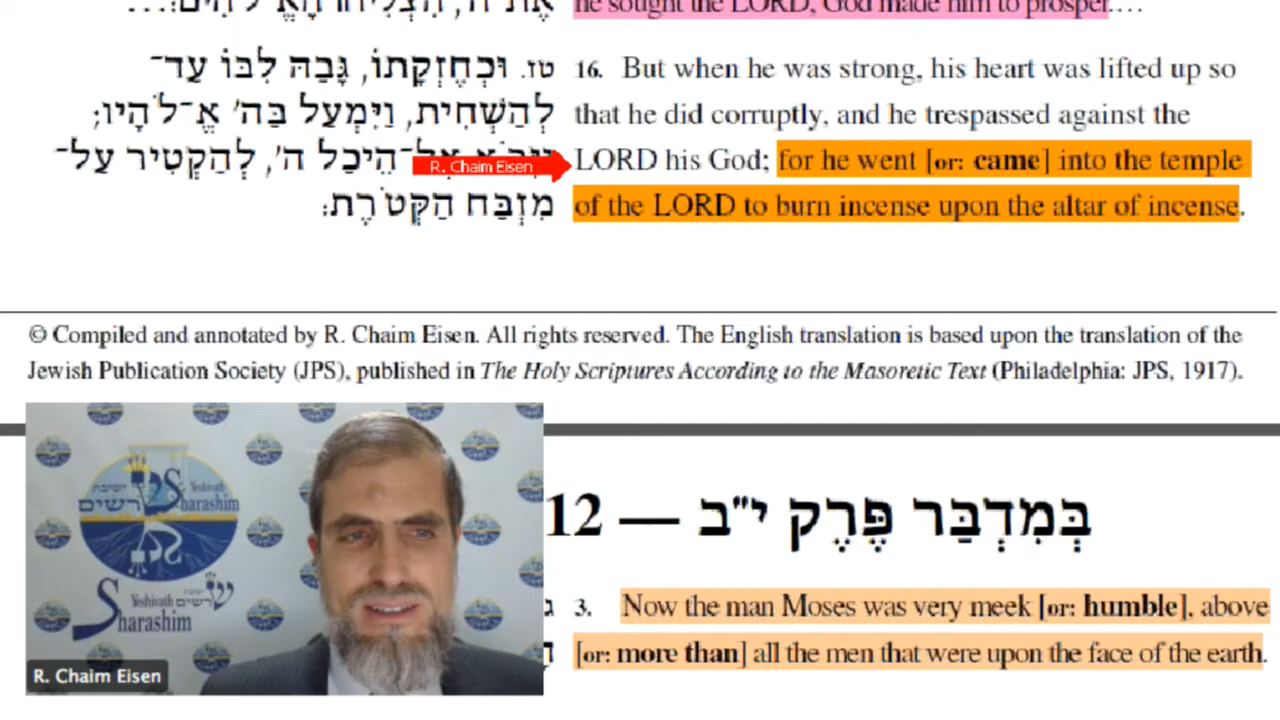 he sought the LORD, God made him to prosper....
טז. וּכְחֶזְקָתוֹ, גָּבַהּ לִבּוֹ עַד־
לְהַשְׁחִית, וַיִּמְעַל בַּה' אֱ־לֹהָיו;
אֶל־הֵיכַל ה', לְהַקְטִיר עַל־
מִזְבַּח הַקְּטֹרֶת:
16. But when he was strong, his heart was lifted up so
that he did corruptly, and he trespassed against the
LORD his God; for he went [or: came] into the temple
of the LORD to burn incense upon the altar of incense.
R. Chaim Eisen
© Compiled and annotated by R. Chaim Eisen. All rights reserved. The English translation is based upon the translation of the
Jewish Publication Society (JPS), published in The Holy Scriptures According to the Masoretic Text (Philadelphia: JPS, 1917).
12 — בְּמִדְבַּר פֶּרֶק י"ב
3. Now the man Moses was very meek [or: humble], above
[or: more than] all the men that were upon the face of the earth.
ישיבת שרשים
Yeshivath Sharashim
Yeshivath ישיבת שרשים
Sharashim
R. Chaim Eisen